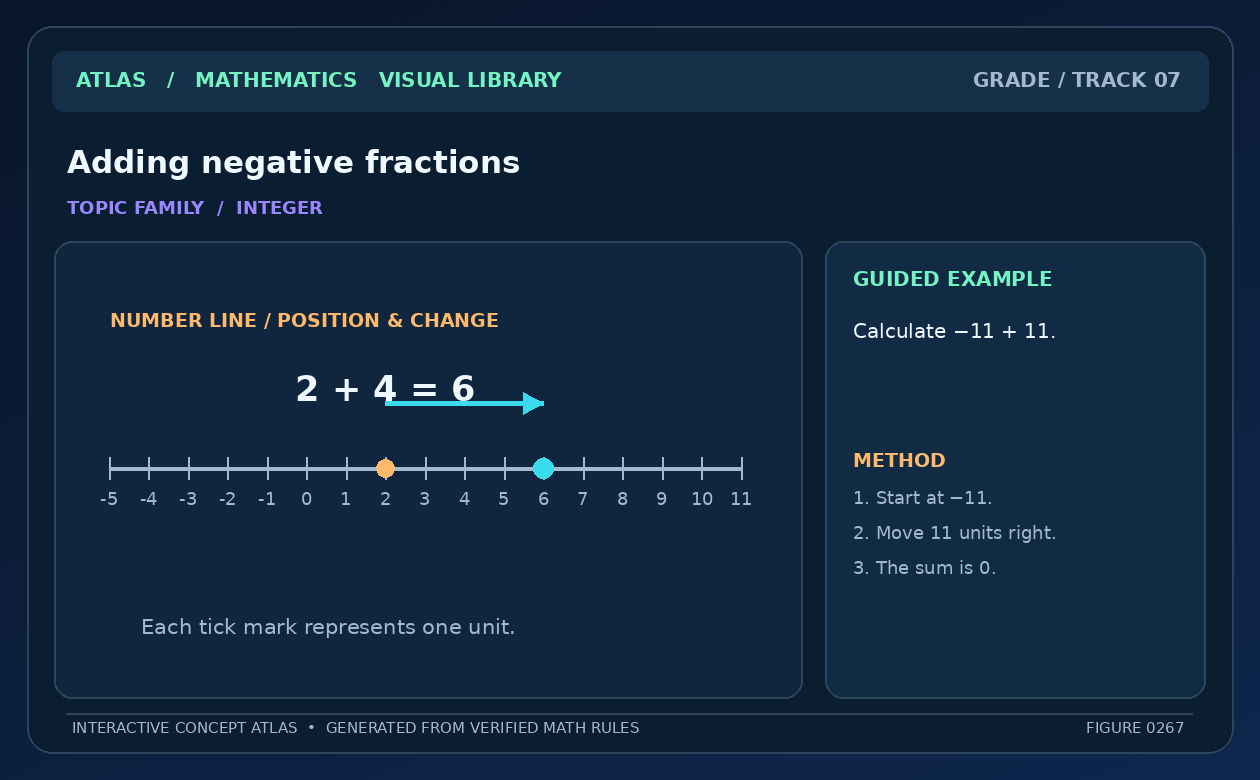 ATLAS / MATHEMATICS VISUAL LIBRARY
GRADE / TRACK 07
Adding negative fractions
TOPIC FAMILY / INTEGER
NUMBER LINE / POSITION & CHANGE
2 + 4 = 6
-5 -4 -3 -2 -1 0 1 2 3 4 5 6 7 8 9 10 11
Each tick mark represents one unit.
GUIDED EXAMPLE
Calculate −11 + 11.
METHOD
1. Start at −11.
2. Move 11 units right.
3. The sum is 0.
INTERACTIVE CONCEPT ATLAS • GENERATED FROM VERIFIED MATH RULES
FIGURE 0267